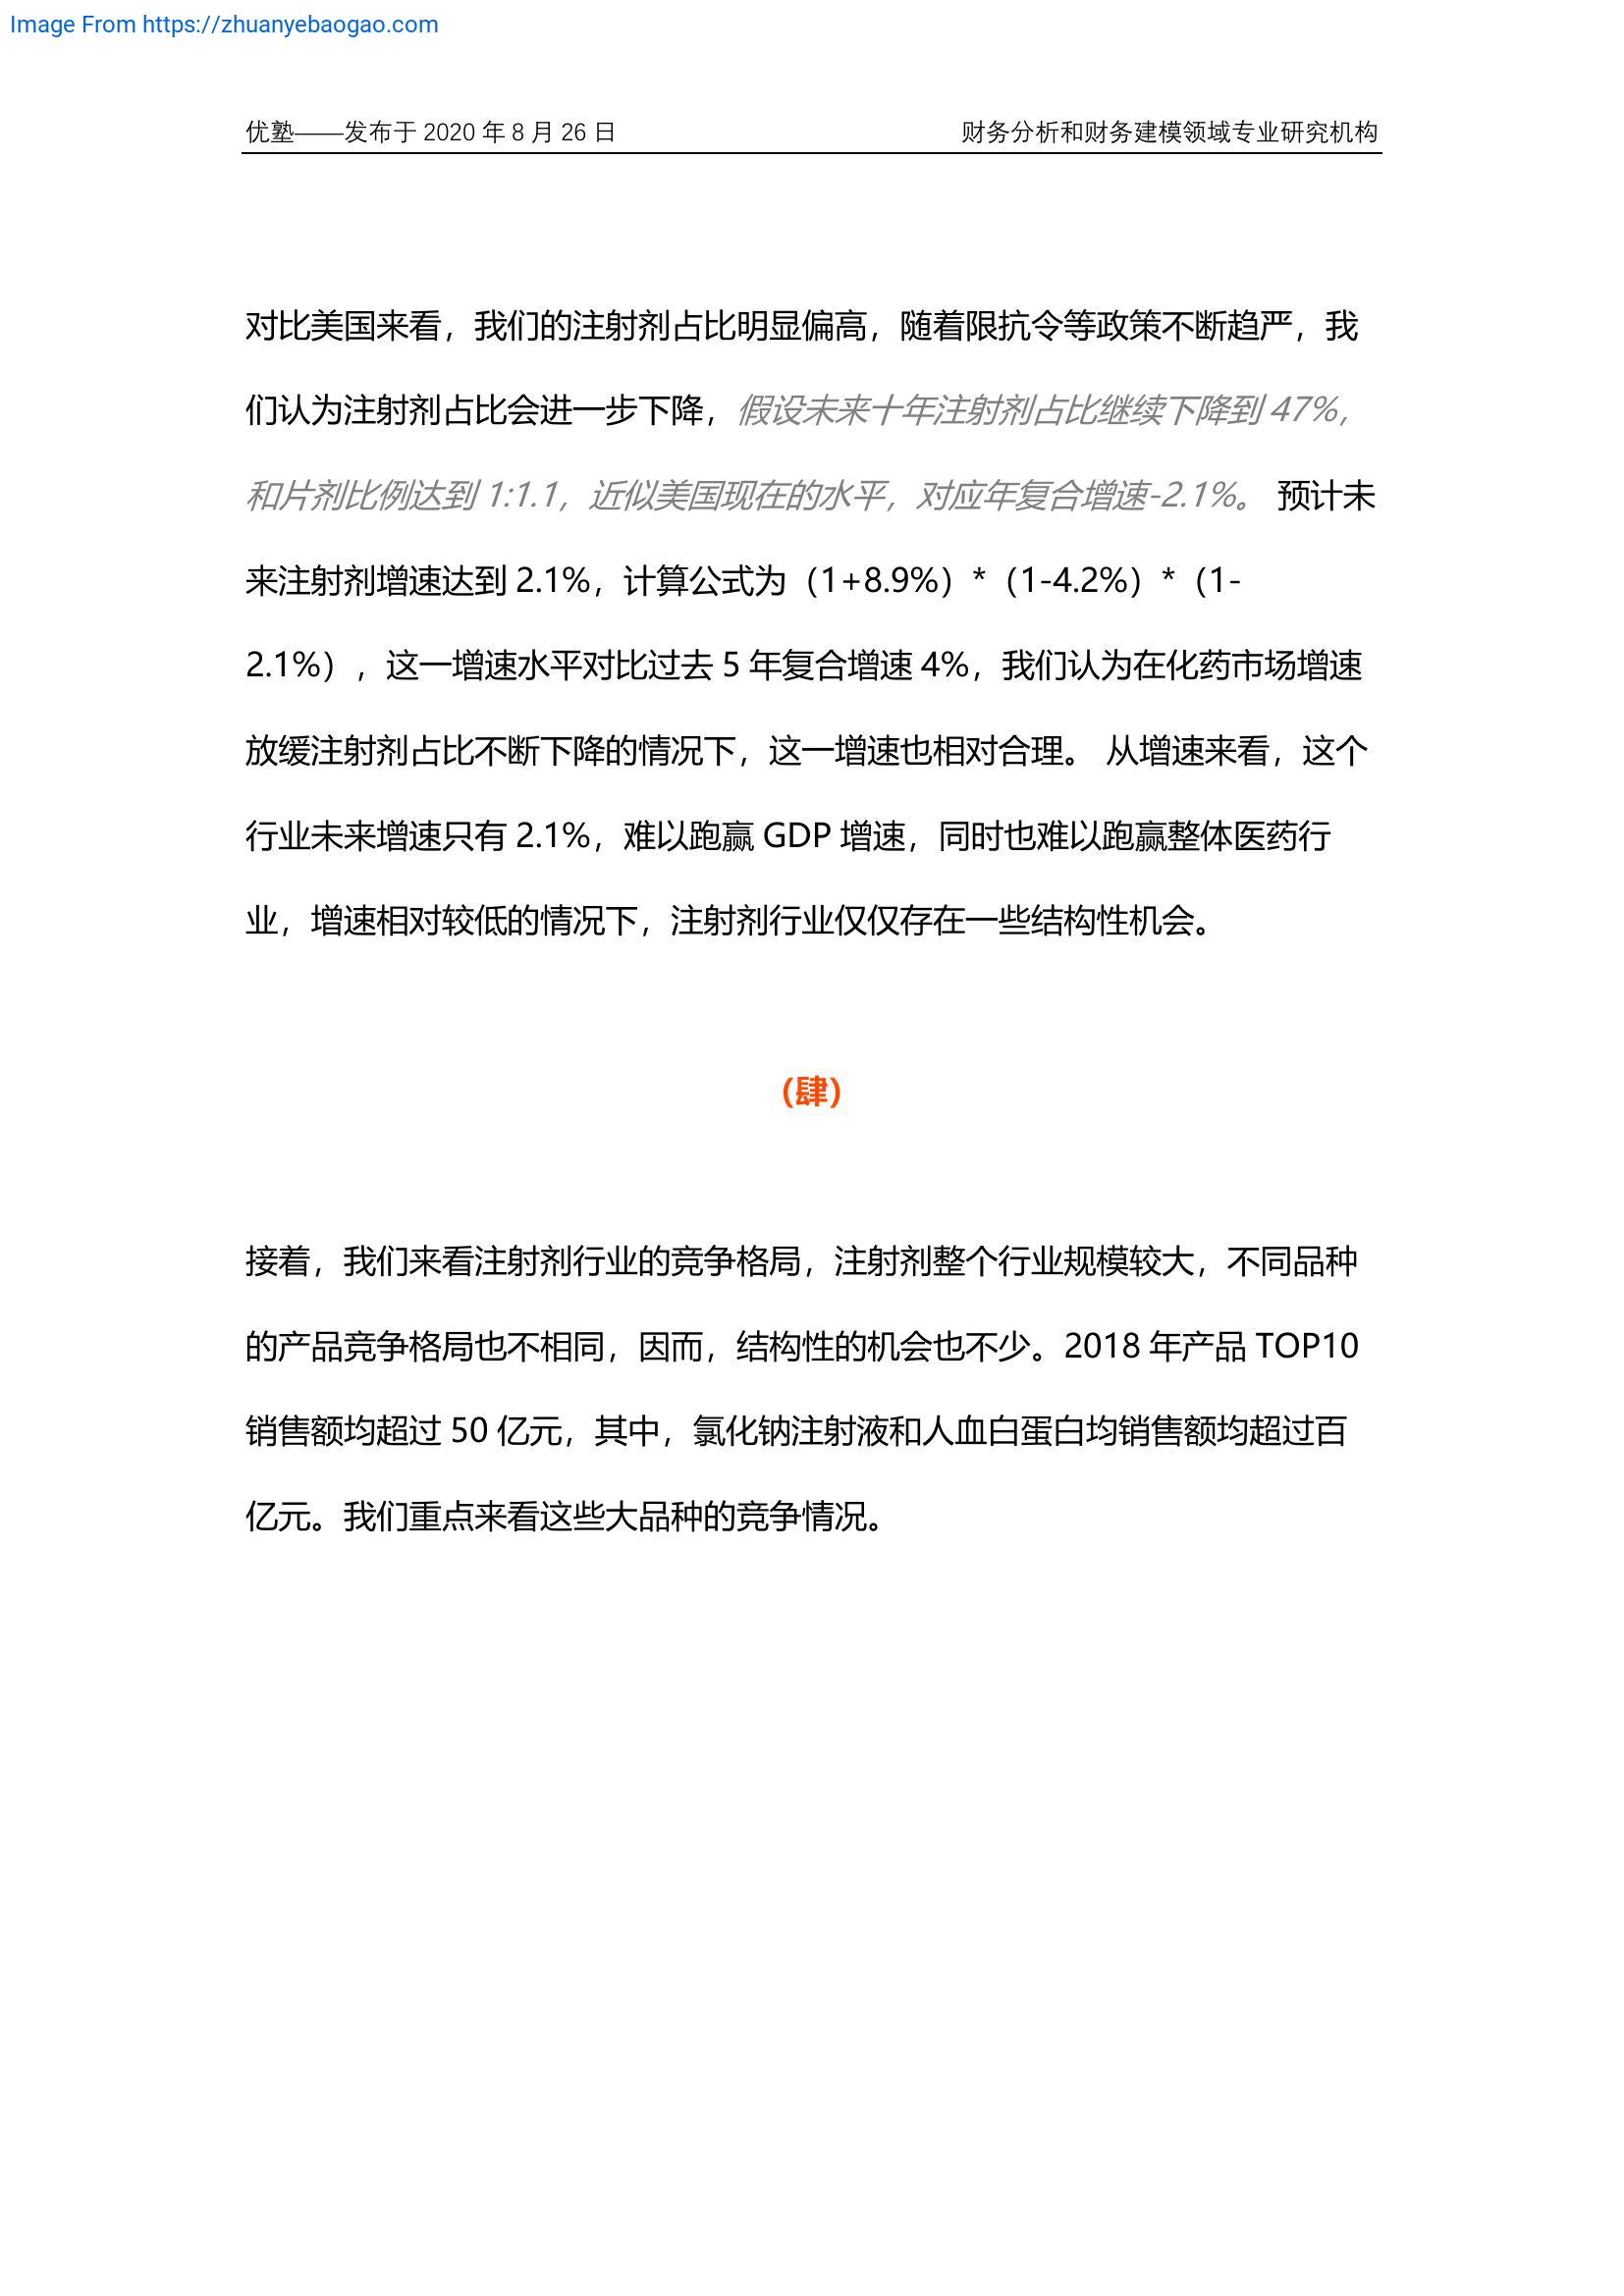 Image From https://zhuanyebaogao.com
优塾——发布于 2020 年 8 月 26 日 财务分析和财务建模领域专业研究机构
对比美国来看，我们的注射剂占比明显偏高，随着限抗令等政策不断趋严，我
们认为注射剂占比会进一步下降，假设未来十年注射剂占比继续下降到 47%，
和片剂比例达到 1:1.1，近似美国现在的水平，对应年复合增速-2.1%。 预计未
来注射剂增速达到 2.1%，计算公式为（1+8.9%）*（1-4.2%）*（1-
2.1%），这一增速水平对比过去 5 年复合增速 4%，我们认为在化药市场增速
放缓注射剂占比不断下降的情况下，这一增速也相对合理。 从增速来看，这个
行业未来增速只有 2.1%，难以跑赢 GDP 增速，同时也难以跑赢整体医药行
业，增速相对较低的情况下，注射剂行业仅仅存在一些结构性机会。
（肆）
接着，我们来看注射剂行业的竞争格局，注射剂整个行业规模较大，不同品种
的产品竞争格局也不相同，因而，结构性的机会也不少。2018 年产品 TOP10
销售额均超过 50 亿元，其中，氯化钠注射液和人血白蛋白均销售额均超过百
亿元。我们重点来看这些大品种的竞争情况。